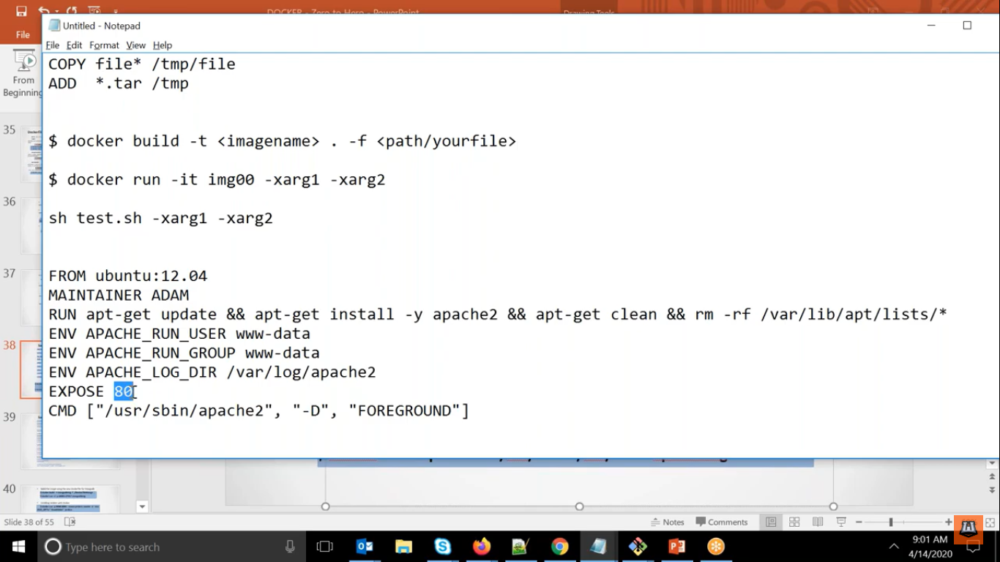 DOCKER - Zero to Hero - PowerPoint
Drawing Tools
File
From
Beginning
Untitled - Notepad
File Edit Format View Help
COPY file* /tmp/file
ADD  *.tar /tmp
$ docker build -t <imagename> . -f <path/yourfile>
$ docker run -it img00 -xarg1 -xarg2
sh test.sh -xarg1 -xarg2
FROM ubuntu:12.04
MAINTAINER ADAM
RUN apt-get update && apt-get install -y apache2 && apt-get clean && rm -rf /var/lib/apt/lists/*
ENV APACHE_RUN_USER www-data
ENV APACHE_RUN_GROUP www-data
ENV APACHE_LOG_DIR /var/log/apache2
EXPOSE 80
CMD ["/usr/sbin/apache2", "-D", "FOREGROUND"]
35
36
37
38
39
40
Slide 38 of 55
Notes
Comments
Type here to search
9:01 AM
4/14/2020